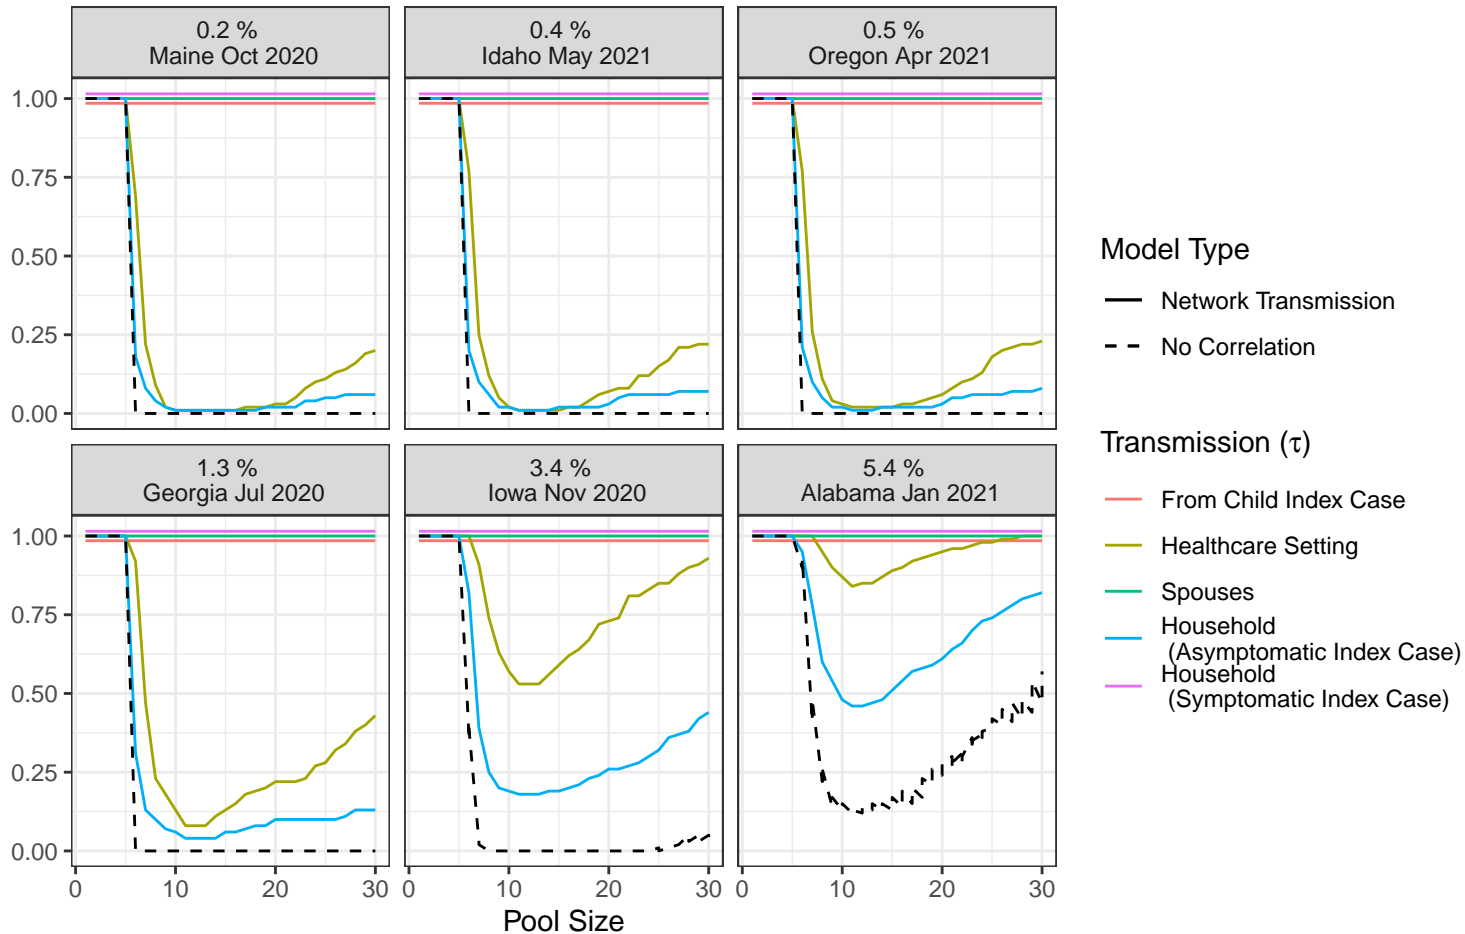 0.2 %
Maine Oct 2020
0.4 %
Idaho May 2021
0.5 %
Oregon Apr 2021
1.00
0.75
0.50
0.25
0.00
1.3 %
Georgia Jul 2020
3.4 %
Iowa Nov 2020
5.4 %
Alabama Jan 2021
1.00
0.75
0.50
0.25
0.00
0 10 20 30
0 10 20 30
0 10 20 30
Pool Size
Model Type
Network Transmission
No Correlation
Transmission (τ)
From Child Index Case
Healthcare Setting
Spouses
Household
(Asymptomatic Index Case)
Household
(Symptomatic Index Case)